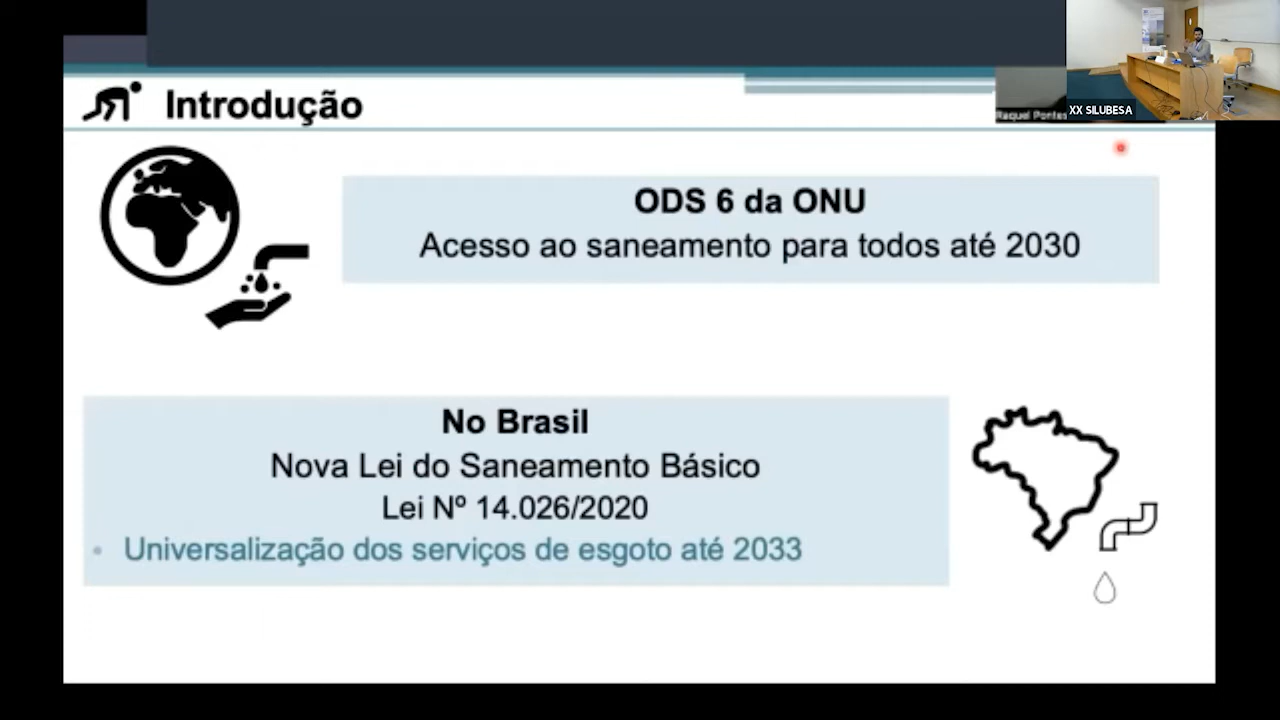 Introdução
Raquel Pontes
XX SILUBESA
ODS 6 da ONU
Acesso ao saneamento para todos até 2030
No Brasil
Nova Lei do Saneamento Básico
Lei Nº 14.026/2020
• Universalização dos serviços de esgoto até 2033